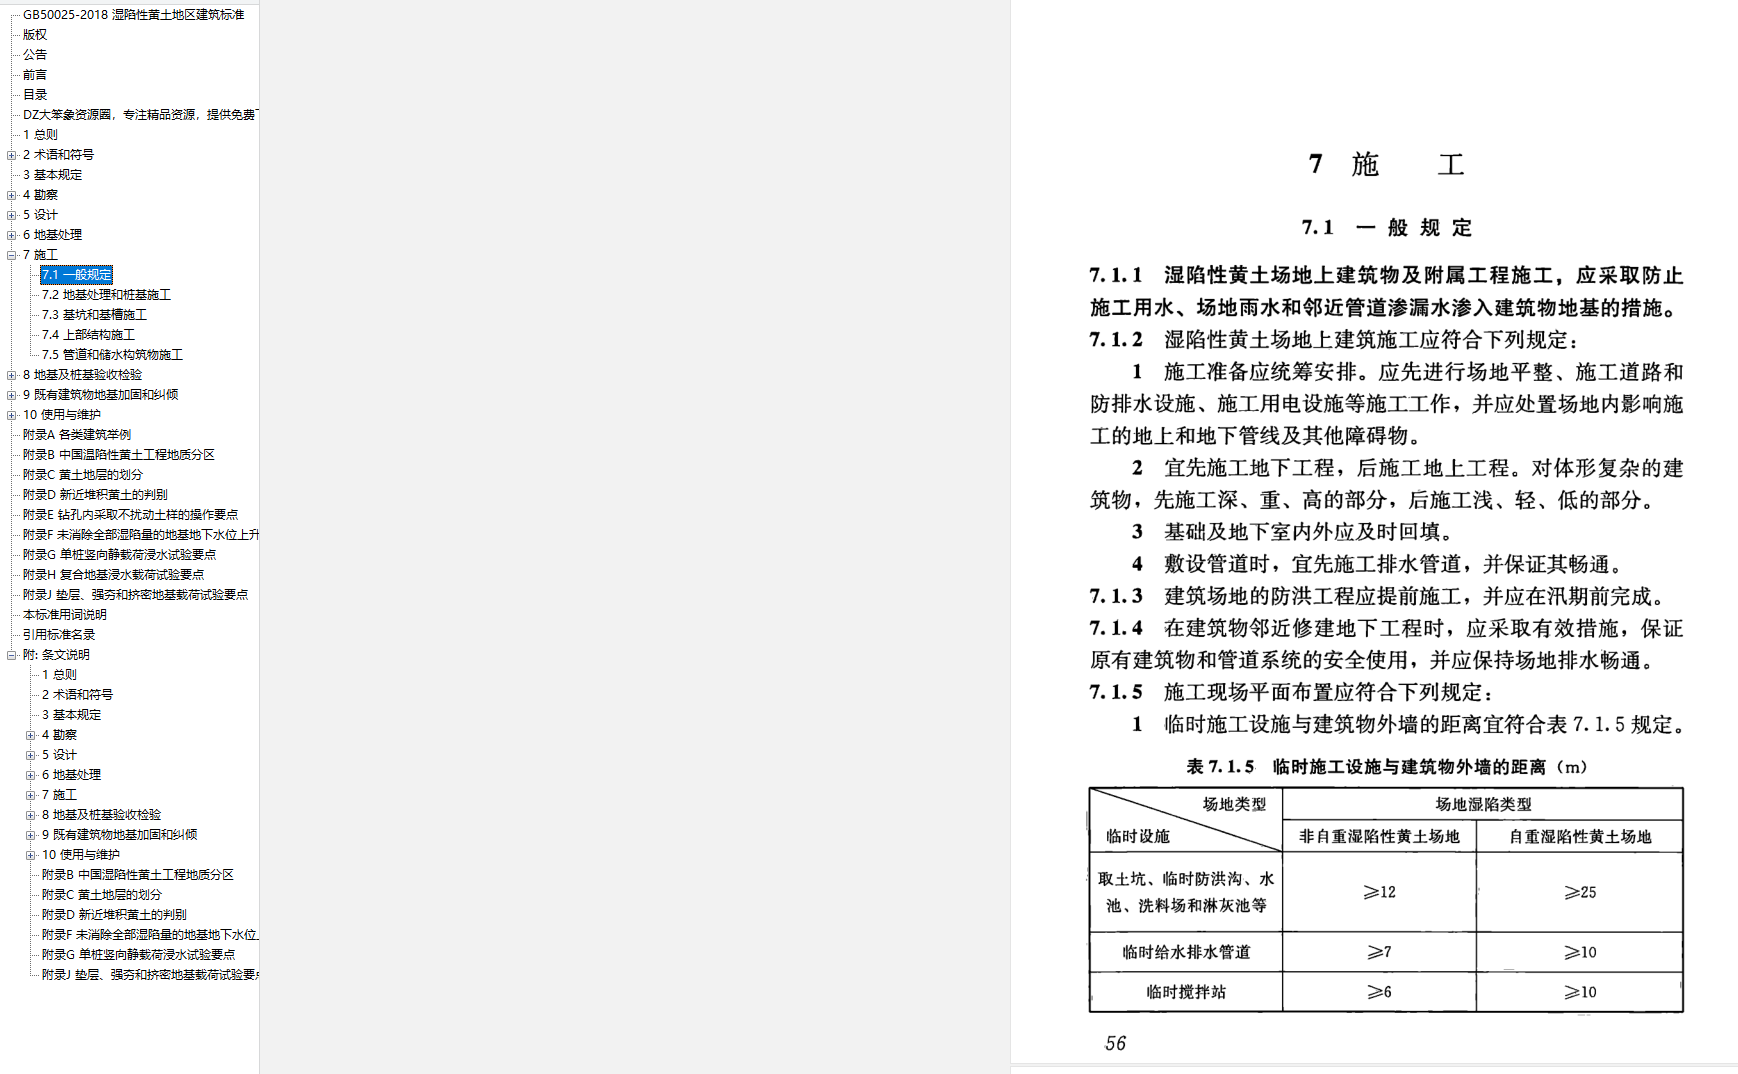 GB50025-2018 湿陷性黄土地区建筑标准
版权
公告
前言
目录
DZ大笨象资源圈，专注精品资源，提供免费
1 总则
2 术语和符号
3 基本规定
4 勘察
5 设计
6 地基处理
7 施工
7.1 一般规定
7.2 地基处理和桩基施工
7.3 基坑和基槽施工
7.4 上部结构施工
7.5 管道和储水构筑物施工
8 地基及桩基验收检验
9 既有建筑物地基加固和纠倾
10 使用与维护
附录A 各类建筑举例
附录B 中国温陷性黄土工程地质分区
附录C 黄土地层的划分
附录D 新近堆积黄土的判别
附录E 钻孔内采取不扰动土样的操作要点
附录F 未消除全部湿陷量的地基地下水位上升
附录G 单桩竖向静载荷浸水试验要点
附录H 复合地基浸水载荷试验要点
附录J 垫层、强夯和挤密地基载荷试验要点
本标准用词说明
引用标准名录
附: 条文说明
1 总则
2 术语和符号
3 基本规定
4 勘察
5 设计
6 地基处理
7 施工
8 地基及桩基验收检验
9 既有建筑物地基加固和纠倾
10 使用与维护
附录B 中国湿陷性黄土工程地质分区
附录C 黄土地层的划分
附录D 新近堆积黄土的判别
附录F 未消除全部湿陷量的地基地下水位
附录G 单桩竖向静载荷浸水试验要点
附录J 垫层、强夯和挤密地基载荷试验要
7 施 工
7.1 一般规定
7.1.1 湿陷性黄土场地上建筑物及附属工程施工，应采取防止
施工用水、场地雨水和邻近管道渗漏水渗入建筑物地基的措施。
7.1.2 湿陷性黄土场地上建筑施工应符合下列规定：
1 施工准备应统筹安排。应先进行场地平整、施工道路和
防排水设施、施工用电设施等施工工作，并应处置场地内影响施
工的地上和地下管线及其他障碍物。
2 宜先施工地下工程，后施工地上工程。对体形复杂的建
筑物，先施工深、重、高的部分，后施工浅、轻、低的部分。
3 基础及地下室内外应及时回填。
4 敷设管道时，宜先施工排水管道，并保证其畅通。
7.1.3 建筑场地的防洪工程应提前施工，并应在汛期前完成。
7.1.4 在建筑物邻近修建地下工程时，应采取有效措施，保证
原有建筑物和管道系统的安全使用，并应保持场地排水畅通。
7.1.5 施工现场平面布置应符合下列规定：
1 临时施工设施与建筑物外墙的距离宜符合表 7.1.5 规定。
表 7.1.5 临时施工设施与建筑物外墙的距离（m）
场地类型
场地湿陷类型
临时设施
非自重湿陷性黄土场地
自重湿陷性黄土场地
取土坑、临时防洪沟、水
池、洗料场和淋灰池等
≥12
≥25
临时给水排水管道
≥7
≥10
临时搅拌站
≥6
≥10
56